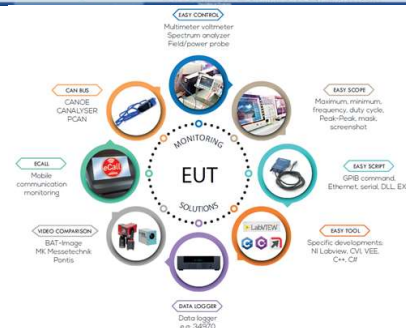 EASY CONTROL
Multimeter voltmeter
Spectrum analyzer
Field/power probe
EASY SCOPE
Maximum, minimum,
frequency, duty cycle,
Peak-Peak, mask,
screenshot
EASY SCRIPT
GPIB command,
Ethernet, serial, DLL, EX
EASY TOOL
Specific developments:
NI Labview, CVI, VEE,
C++, C#
DATA LOGGER
Data logger
e.g. 34970
VIDEO COMPARISON
BAT-Image
MK Messetechnik
Pontis
ECALL
Mobile
communication
monitoring
CAN BUS
CANOE
CANALYSER
PCAN
MONITORING
EUT
SOLUTIONS
eCall
LabVIEW